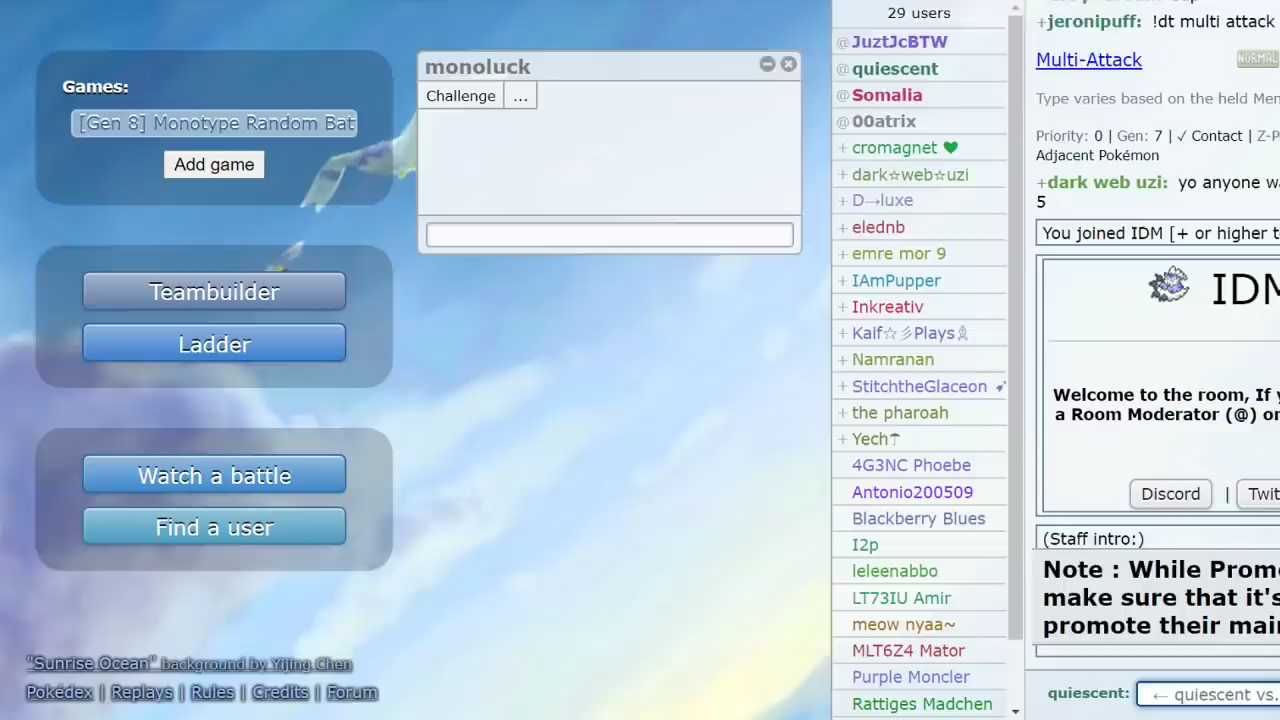 Games:
[Gen 8] Monotype Random Bat
Add game
Teambuilder
Ladder
Watch a battle
Find a user
"Sunrise Ocean" background by Yijing Chen
Pokédex | Replays | Rules | Credits | Forum
monoluck
Challenge
...
29 users
@JuztJcBTW
@quiescent
@Somalia
@00atrix
+cromagnet ♥
+dark☆web☆uzi
+D→luxe
+elednb
+emre mor 9
+IAmPupper
+Inkreativ
+Kaif☆彡Plays
+Namranan
+StitchtheGlaceon ➹
+the pharoah
+Yech☂
4G3NC Phoebe
Antonio200509
Blackberry Blues
I2p
leleenabbo
LT73IU Amir
meow nyaa~
MLT6Z4 Mator
Purple Moncler
Rattiges Madchen
+jeronipuff: !dt multi attack
Multi-Attack
NORMAL
Type varies based on the held Mem
Priority: 0 | Gen: 7 | ✓ Contact | Z-P
Adjacent Pokémon
+dark web uzi: yo anyone wa
5
You joined IDM [+ or higher t
IDM
Welcome to the room, If y
a Room Moderator (@) or
Discord | Twit
(Staff intro:)
Note : While Promo
make sure that it's
promote their main
quiescent: ← quiescent vs.